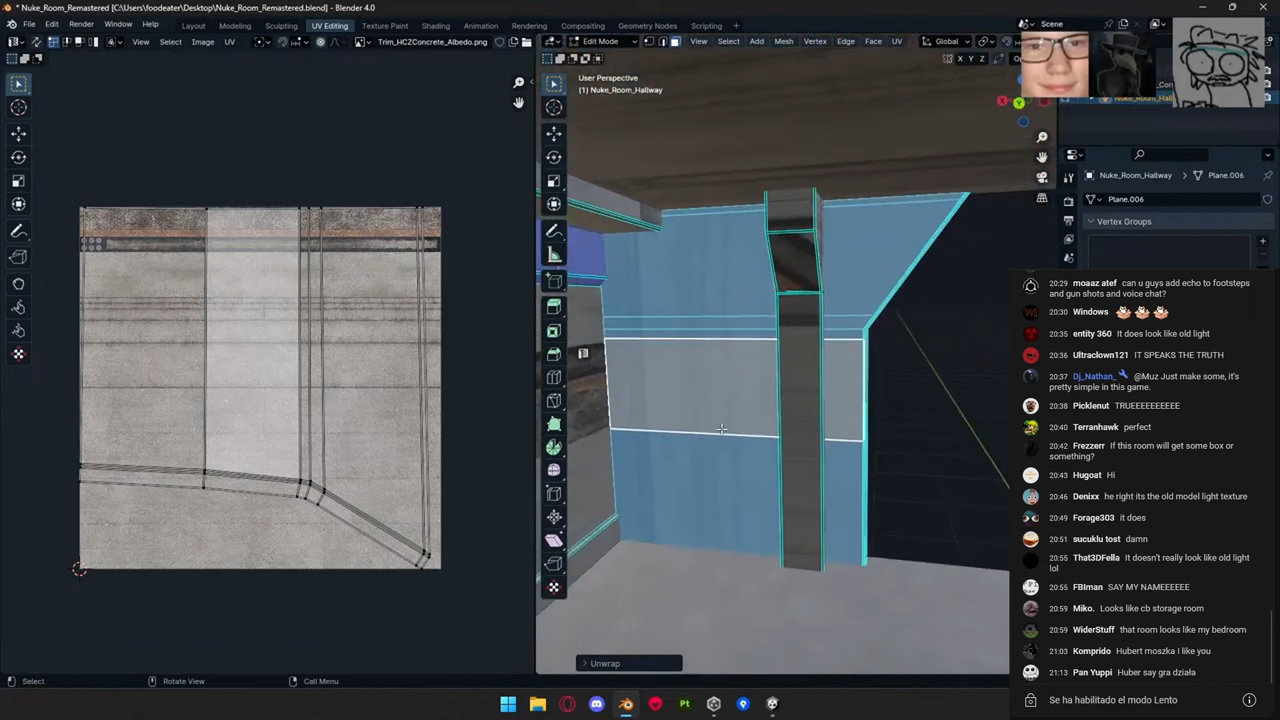 * Nuke_Room_Remastered [C:\Users\foodeater\Desktop\Nuke_Room_Remastered.blend] - Blender 4.0
File Edit Render Window Help
Layout Modeling Sculpting UV Editing Texture Paint Shading Animation Rendering Compositing Geometry Nodes Scripting
Scene
View Select Image UV
Trim_HCZConcrete_Albedo.png
Edit Mode
View Select Add Mesh Vertex Edge Face UV
Global
X Y Z
User Perspective
(1) Nuke_Room_Hallway
Nuke_Room_Hallway
Plane.006
Plane.006
Vertex Groups
20:29 moaaz atef can u guys add echo to footsteps
and gun shots and voice chat?
20:30 Windows
20:35 entity 360 It does look like old light
20:36 Ultraclown121 IT SPEAKS THE TRUTH
20:37 Dj_Nathan_ @Muz Just make some, it's
pretty simple in this game.
20:38 Picklenut TRUEEEEEEEEE
20:40 Terranhawk perfect
20:42 Frezzerr If this room will get some box or
something?
20:43 Hugoat Hi
20:46 Denixx he right its the old model light texture
20:49 Forage303 it does
20:51 sucuklu tost damn
20:55 That3DFella It doesn't really look like old light
lol
20:55 FBIman SAY MY NAMEEEEE
20:59 Miko. Looks like cb storage room
20:59 WiderStuff that room looks like my bedroom
21:03 Komprido Hubert moszka I like you
21:13 Pan Yuppi Huber say gra działa
Se ha habilitado el modo Lento
Unwrap
Select
Rotate View
Call Menu
Pt